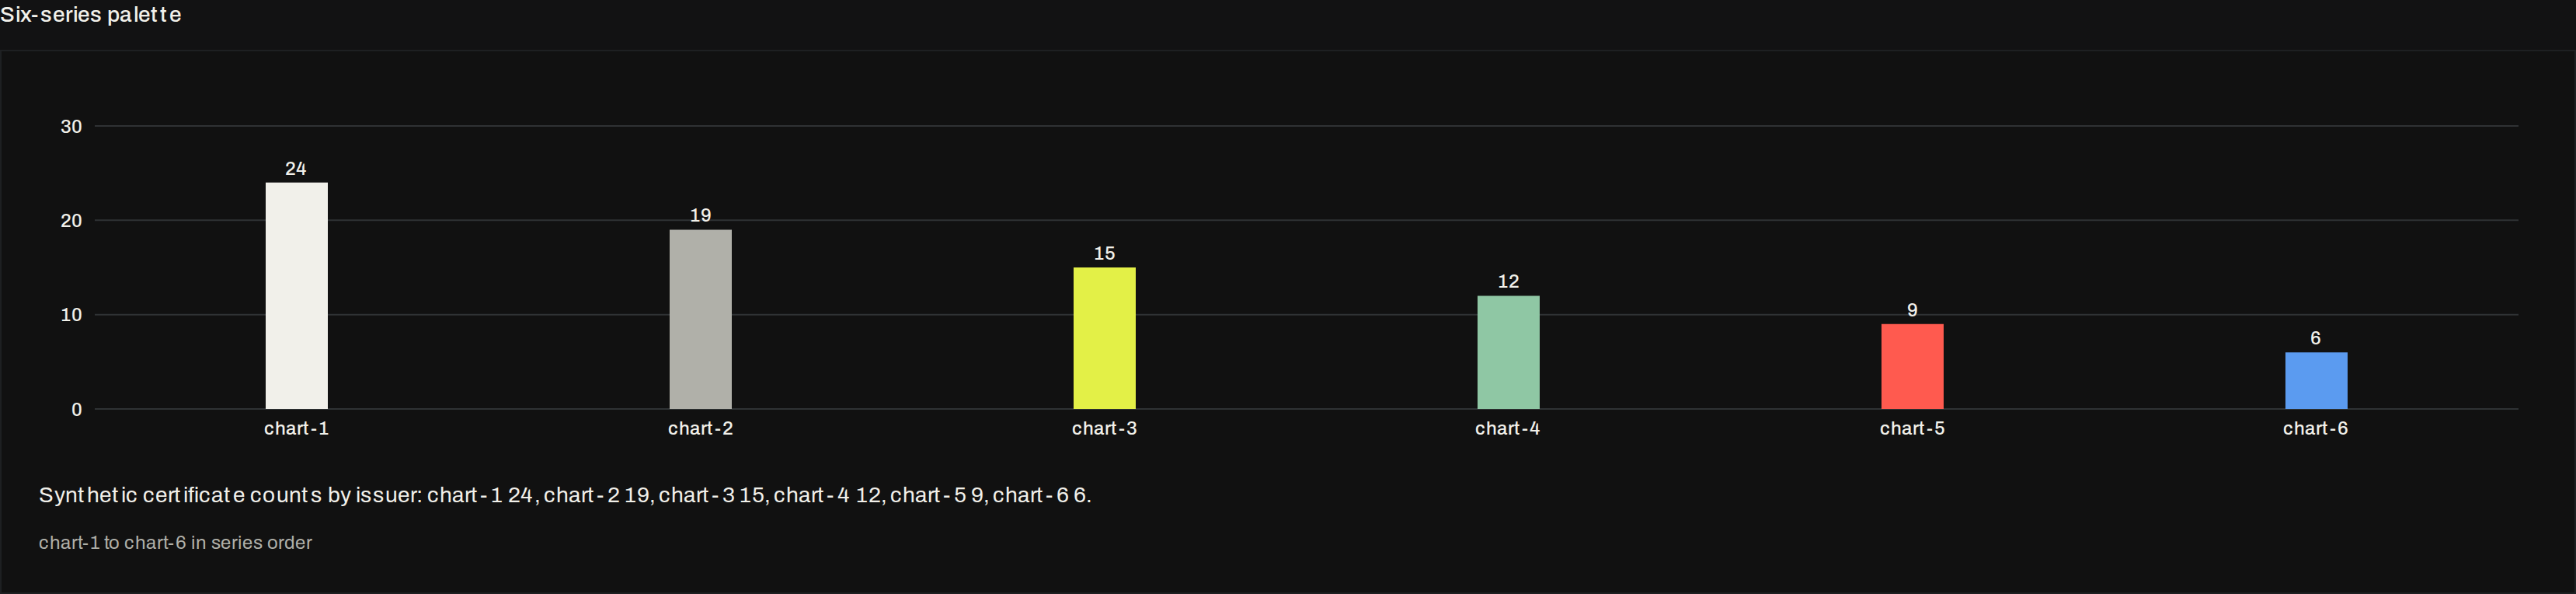 Six-series palette
30
24
20
19
15
12
10
9
6
0
chart-1 chart-2 chart-3 chart-4 chart-5 chart-6
Synthetic certificate counts by issuer: chart-1 24, chart-2 19, chart-3 15, chart-4 12, chart-5 9, chart-6 6.
chart-1 to chart-6 in series order